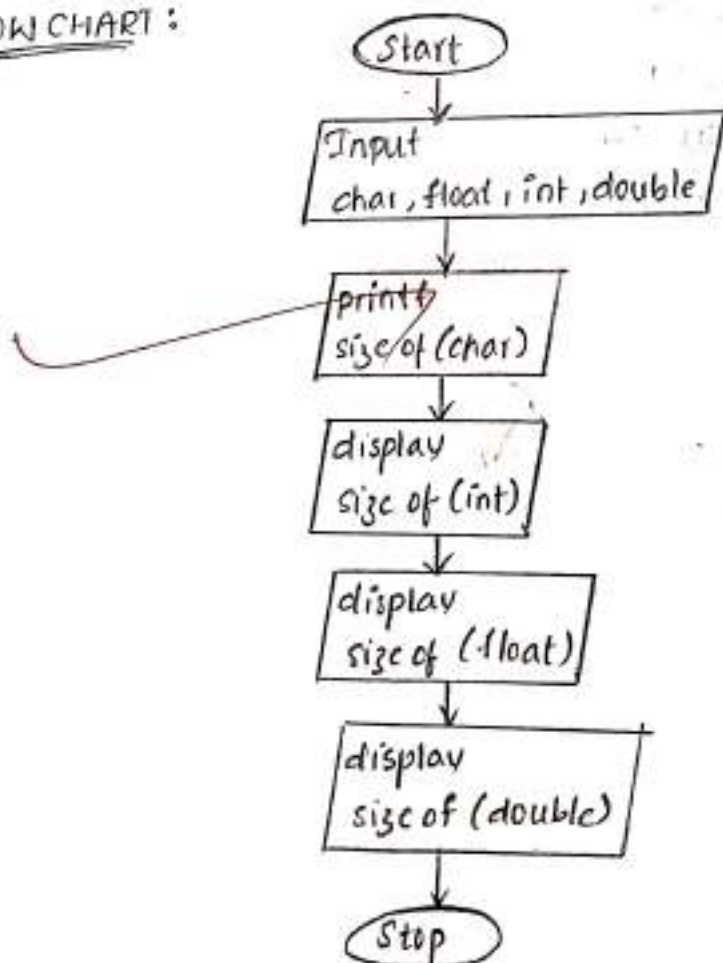 OW CHART:
Start
Input
char, float, int, double
printf
size of (char)
display
size of (int)
display
size of (float)
display
size of (double)
Stop